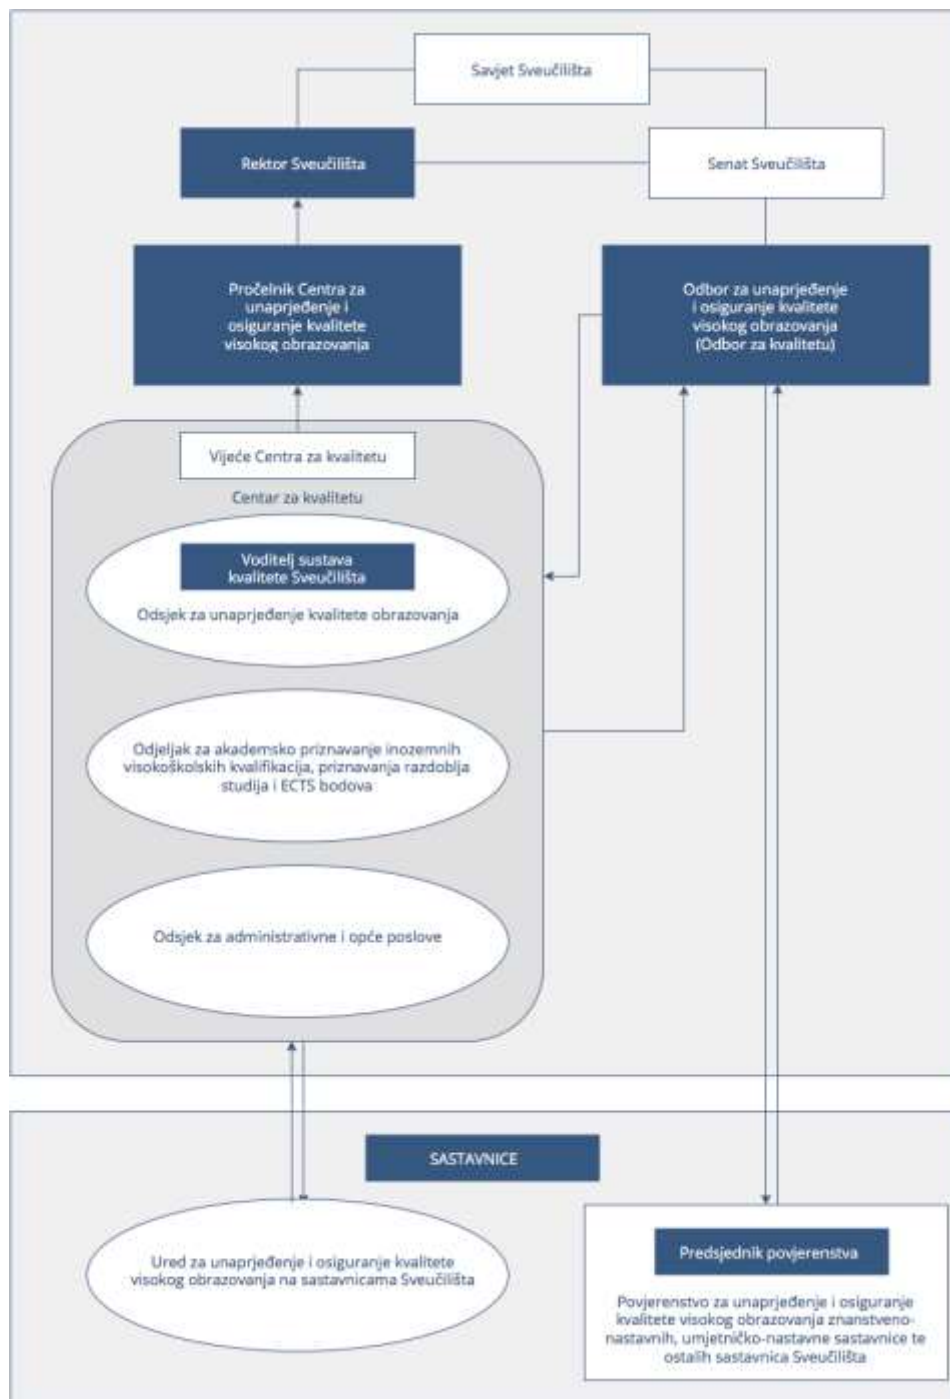 Savjet Sveučilišta
Rektor Sveučilišta
Senat Sveučilišta
Pročelnik Centra za
unaprjeđenje i
osiguranje kvalitete
visokog obrazovanja
Odbor za unaprjeđenje
i osiguranje kvalitete
visokog obrazovanja
(Odbor za kvalitetu)
Vijeće Centra za kvalitetu
Centar za kvalitetu
Voditelj sustava
kvalitete Sveučilišta
Odsjek za unaprjeđenje kvalitete obrazovanja
Odjeljak za akademsko priznavanje inozemnih
visokoškolskih kvalifikacija, priznavanja razdoblja
studija i ECTS bodova
Odsjek za administrativne i opće poslove
SASTAVNICE
Ured za unaprjeđenje i osiguranje kvalitete
visokog obrazovanja na sastavnicama Sveučilišta
Predsjednik povjerenstva
Povjerenstvo za unaprjeđenje i osiguranje
kvalitete visokog obrazovanja znanstveno-
nastavnih, umjetničko-nastavne sastavnice te
ostalih sastavnica Sveučilišta